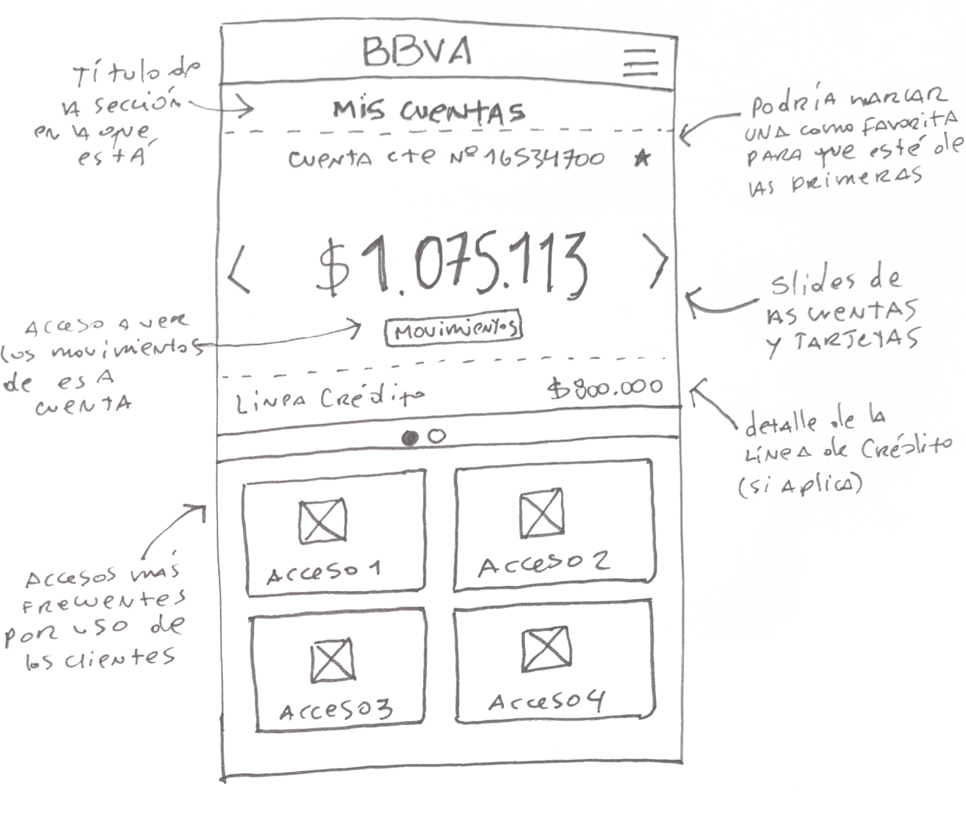 BBVA
Título de
la sección
en la que
está
MIS CUENTAS
Podría marcar
una como favorita
para que esté de
las primeras
CUENTA CTE Nº 16534700 ★
< $1.075.113 >
Slides de
las cuentas
y tarjetas
Acceso a ver
los movimientos
de esa
cuenta
Movimientos
Línea Crédito $800.000
detalle de la
Línea de Crédito
(si aplica)
Accesos más
frecuentes
por uso de
los clientes
Acceso 1
Acceso 2
Acceso 3
Acceso 4